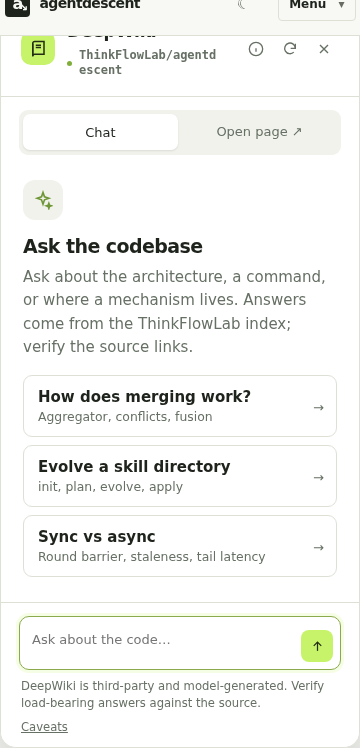 agentdescent
Menu ▾
DeepWiki
ThinkFlowLab/agentd
escent
Chat
Open page ↗
Ask the codebase
Ask about the architecture, a command,
or where a mechanism lives. Answers
come from the ThinkFlowLab index;
verify the source links.
How does merging work?
Aggregator, conflicts, fusion
→
Evolve a skill directory
init, plan, evolve, apply
→
Sync vs async
Round barrier, staleness, tail latency
→
Ask about the code…
DeepWiki is third-party and model-generated. Verify
load-bearing answers against the source.
Caveats